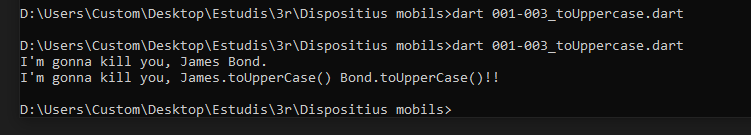 D:\Users\Custom\Desktop\Estudis\3r\Dispositius mobils>dart 001-003_toUppercase.dart
D:\Users\Custom\Desktop\Estudis\3r\Dispositius mobils>dart 001-003_toUppercase.dart
I'm gonna kill you, James Bond.
I'm gonna kill you, James.toUpperCase() Bond.toUpperCase()!!
D:\Users\Custom\Desktop\Estudis\3r\Dispositius mobils>